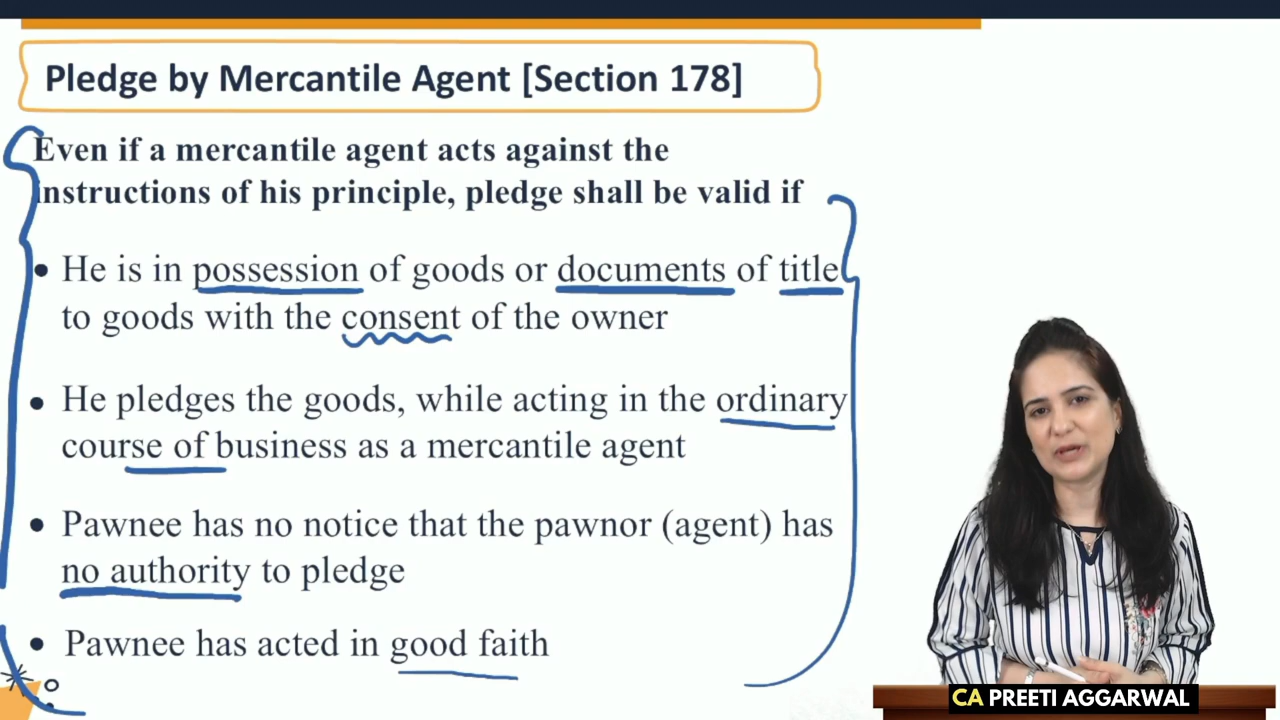 Pledge by Mercantile Agent [Section 178]
Even if a mercantile agent acts against the
instructions of his principle, pledge shall be valid if
• He is in possession of goods or documents of title
to goods with the consent of the owner
• He pledges the goods, while acting in the ordinary
course of business as a mercantile agent
• Pawnee has no notice that the pawnor (agent) has
no authority to pledge
• Pawnee has acted in good faith
CA PREETI AGGARWAL